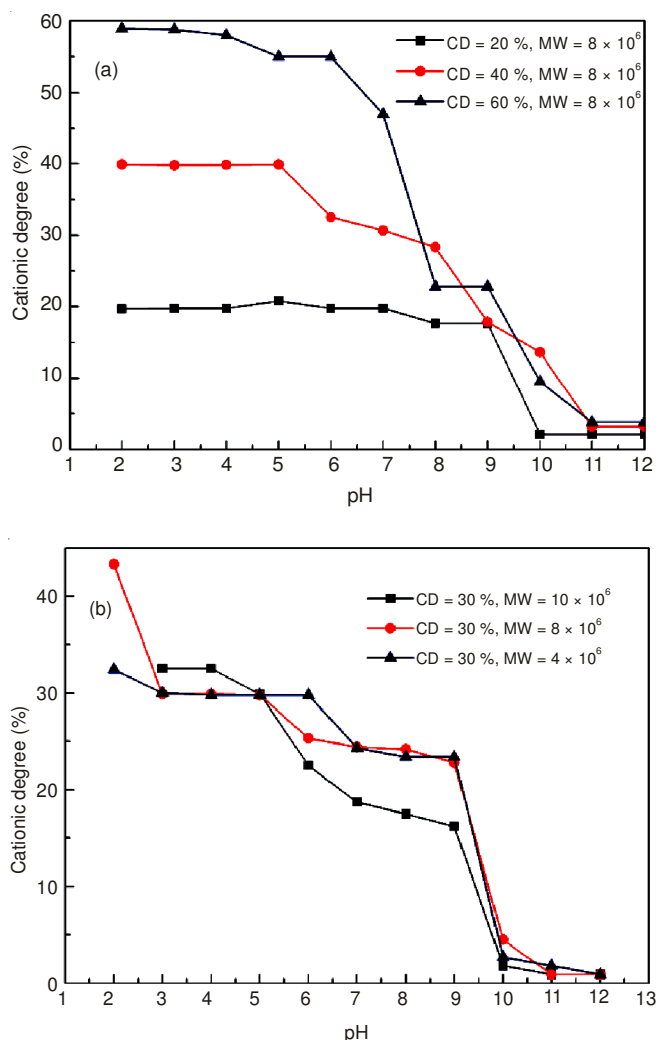 60
50
40
30
20
10
0
(a)
CD = 20 %, MW = 8 × 10⁶
CD = 40 %, MW = 8 × 10⁶
CD = 60 %, MW = 8 × 10⁶
Cationic degree (%)
1 2 3 4 5 6 7 8 9 10 11 12
pH
40
30
20
10
0
(b)
CD = 30 %, MW = 10 × 10⁶
CD = 30 %, MW = 8 × 10⁶
CD = 30 %, MW = 4 × 10⁶
Cationic degree (%)
1 2 3 4 5 6 7 8 9 10 11 12 13
pH